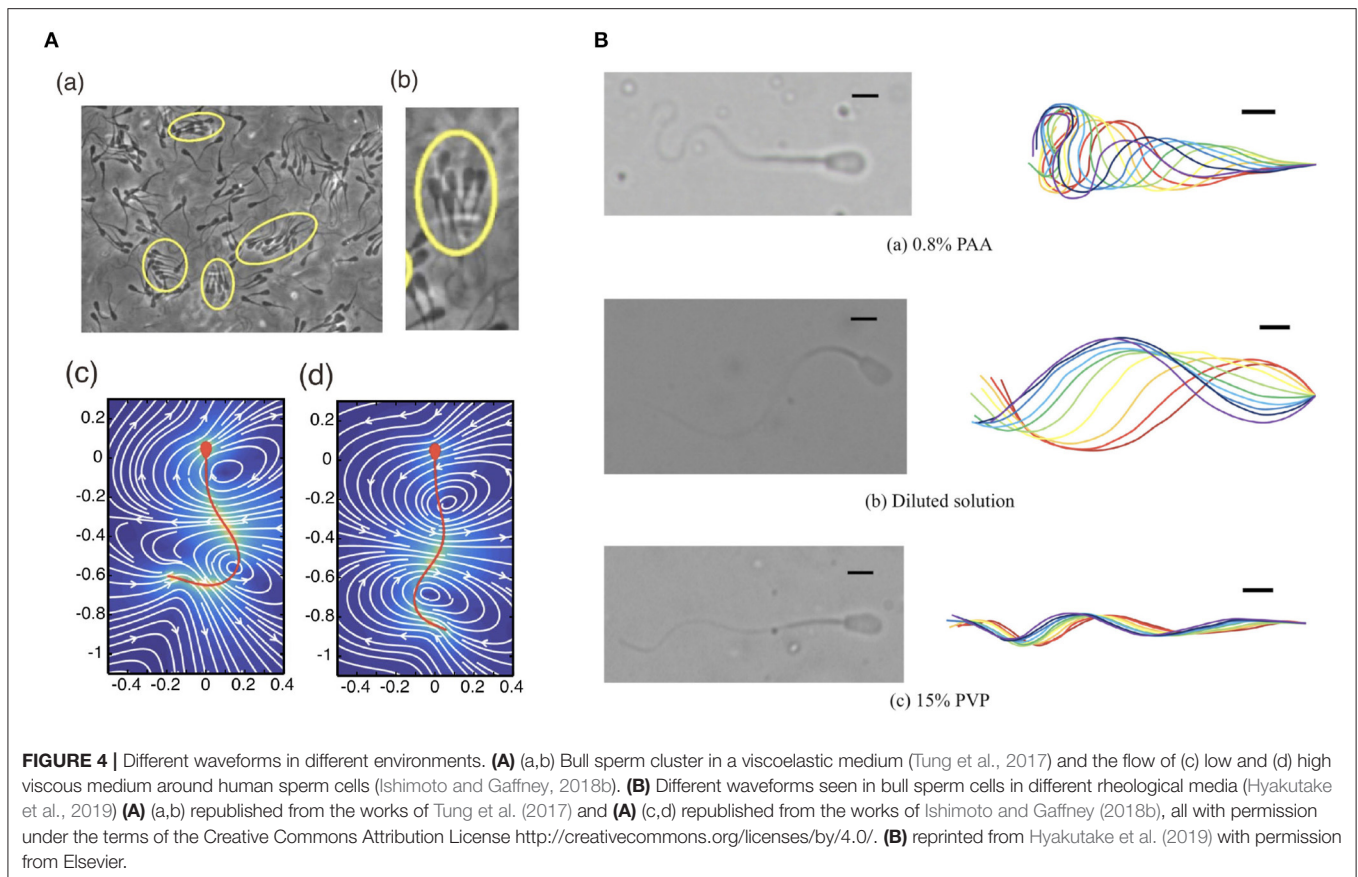 A
(a)
(b)
(c)
(d)
0.2
0
-0.2
-0.4
-0.6
-0.8
-1
-0.4 -0.2 0 0.2 0.4
0.2
0
-0.2
-0.4
-0.6
-0.8
-1
-0.4 -0.2 0 0.2 0.4
B
(a) 0.8% PAA
(b) Diluted solution
(c) 15% PVP
FIGURE 4 | Different waveforms in different environments. (A) (a,b) Bull sperm cluster in a viscoelastic medium (Tung et al., 2017) and the flow of (c) low and (d) high
viscous medium around human sperm cells (Ishimoto and Gaffney, 2018b). (B) Different waveforms seen in bull sperm cells in different rheological media (Hyakutake
et al., 2019) (A) (a,b) republished from the works of Tung et al. (2017) and (A) (c,d) republished from the works of Ishimoto and Gaffney (2018b), all with permission
under the terms of the Creative Commons Attribution License http://creativecommons.org/licenses/by/4.0/. (B) reprinted from Hyakutake et al. (2019) with permission
from Elsevier.